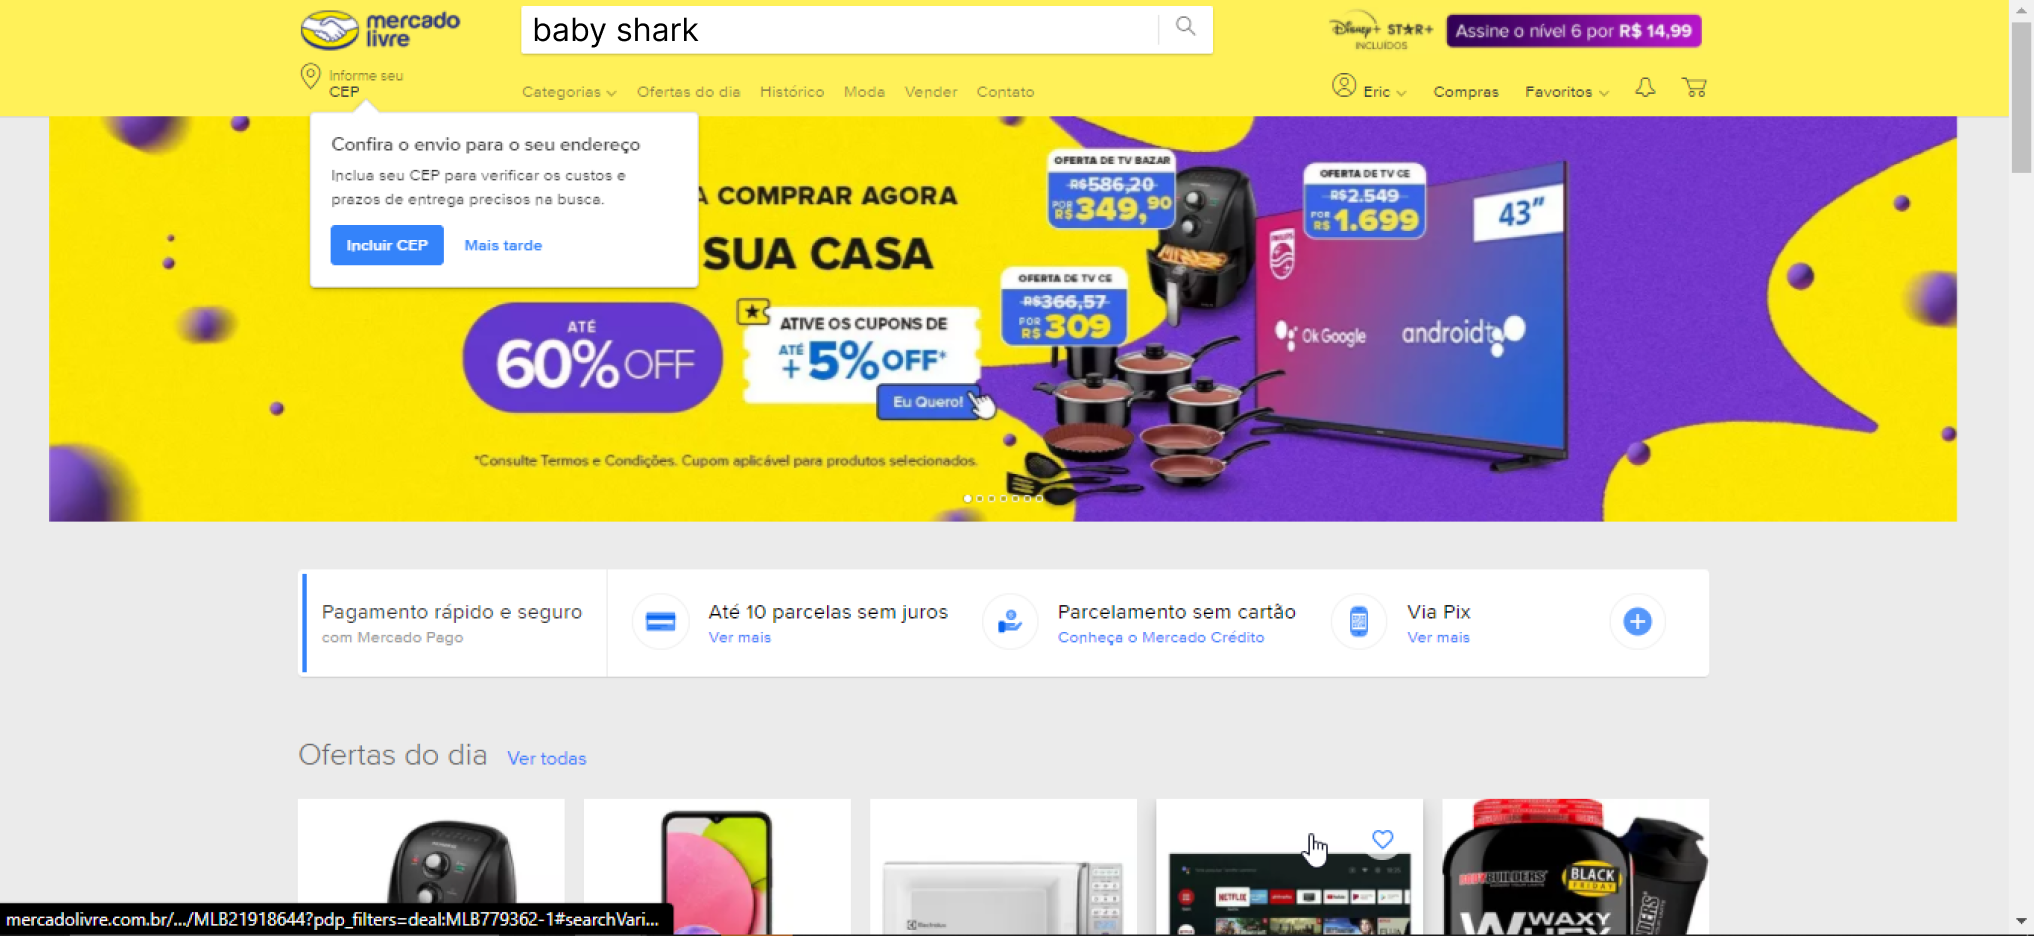 mercado
livre
baby shark
Disney+ STAR+
INCLUÍDOS
Assine o nível 6 por R$ 14,99
Informe seu
CEP
Categorias
Ofertas do dia
Histórico
Moda
Vender
Contato
Eric
Compras
Favoritos
Confira o envio para o seu endereço
Inclua seu CEP para verificar os custos e
prazos de entrega precisos na busca.
Incluir CEP
Mais tarde
A COMPRAR AGORA
SUA CASA
ATÉ
60% OFF
ATIVE OS CUPONS DE
ATÉ
+ 5% OFF*
Eu Quero!
*Consulte Termos e Condições. Cupom aplicável para produtos selecionados.
OFERTA DE TV BAZAR
R$586,20
POR
R$ 349,90
OFERTA DE TV CE
R$2.549
POR
R$ 1.699
OFERTA DE TV CE
R$366,57
POR
R$ 309
43”
PHILIPS
Ok Google
androidtv
Pagamento rápido e seguro
com Mercado Pago
Até 10 parcelas sem juros
Ver mais
Parcelamento sem cartão
Conheça o Mercado Crédito
Via Pix
Ver mais
Ofertas do dia
Ver todas
Electrolux
NETFLIX
BODYBUILDERS
BLACK
FRIDAY
WAXY
WHEY
mercadolivre.com.br/.../MLB21918644?pdp_filters=deal:MLB779362-1#searchVari...